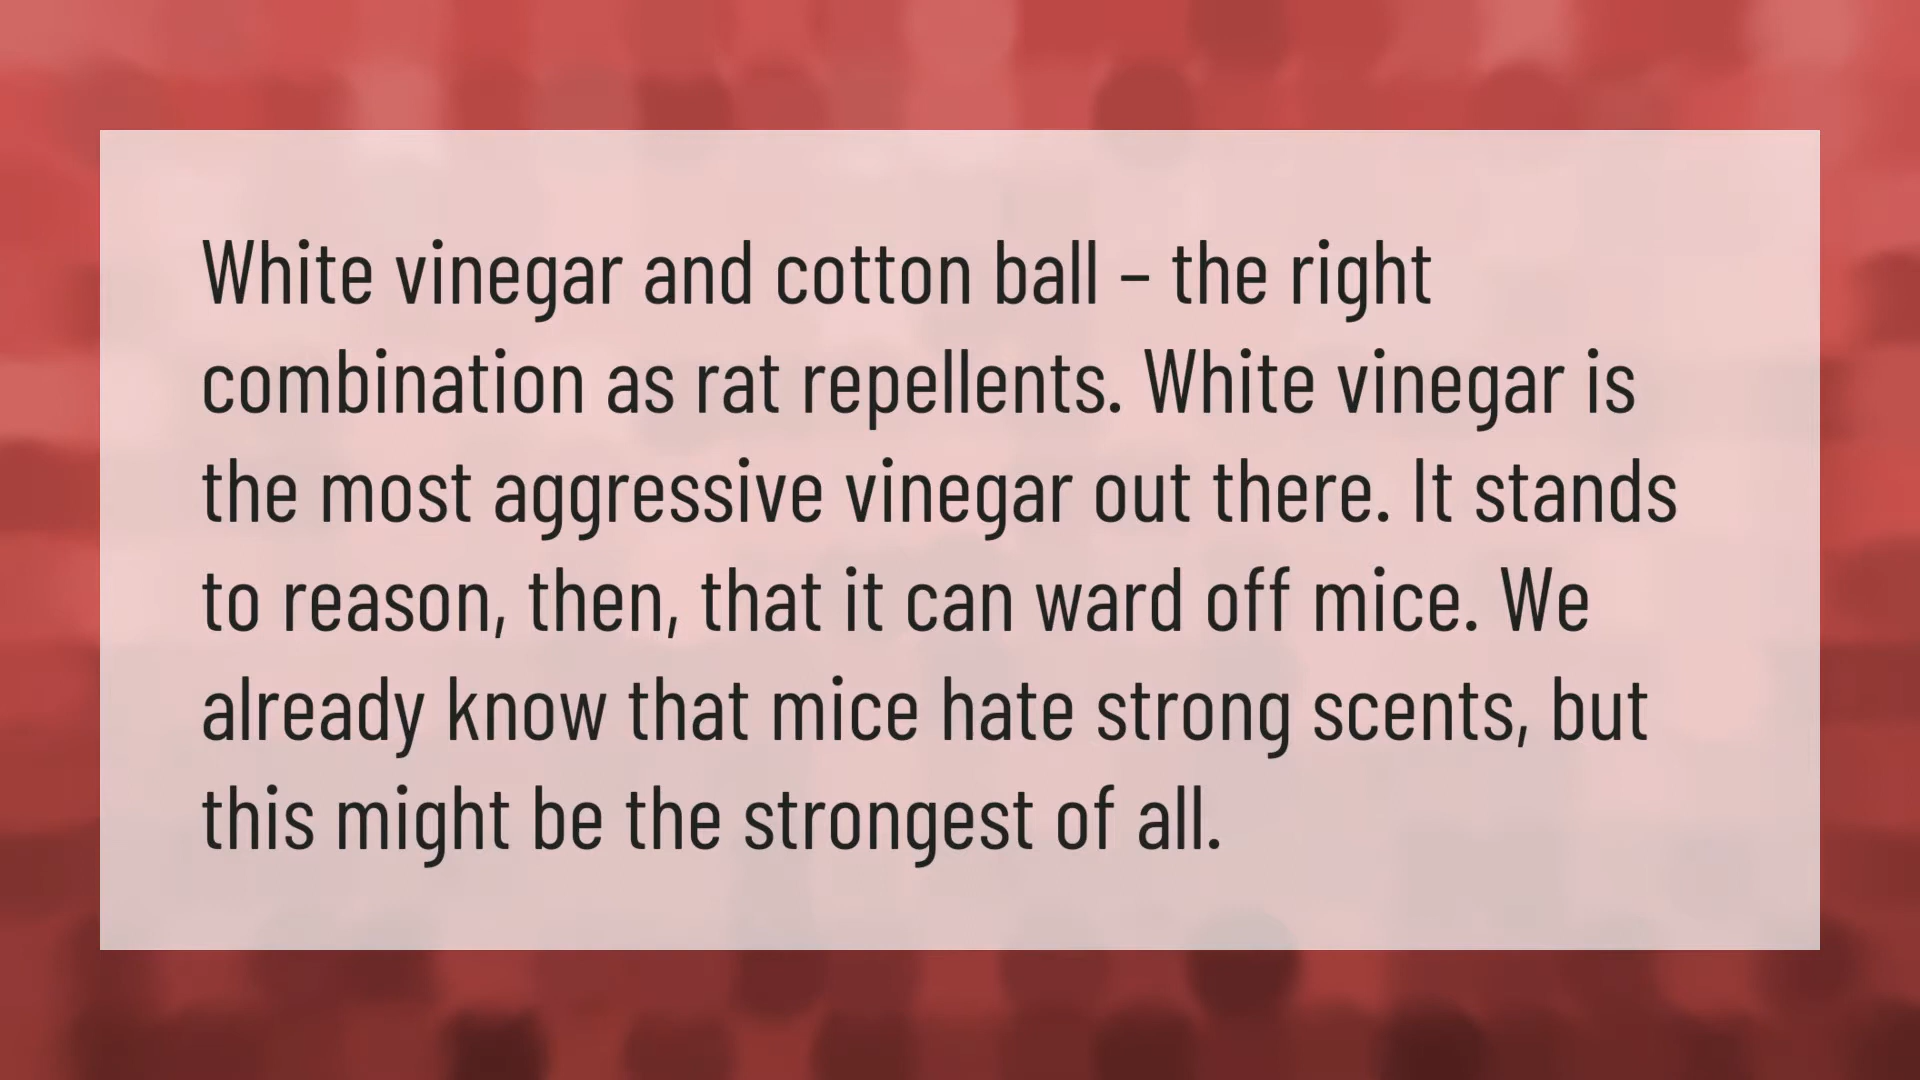 White vinegar and cotton ball – the right
combination as rat repellents. White vinegar is
the most aggressive vinegar out there. It stands
to reason, then, that it can ward off mice. We
already know that mice hate strong scents, but
this might be the strongest of all.